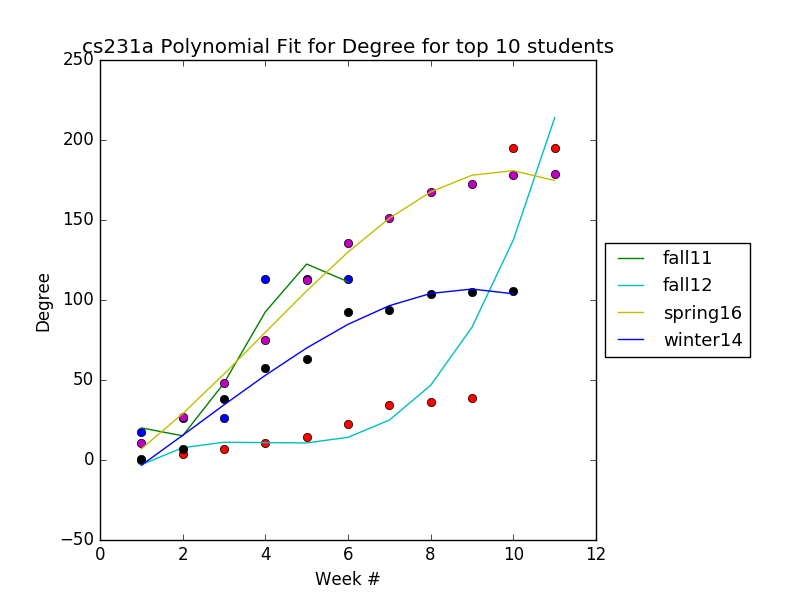 cs231a Polynomial Fit for Degree for top 10 students
250
200
150
100
50
0
−50
Degree
0 2 4 6 8 10 12
Week #
fall11
fall12
spring16
winter14